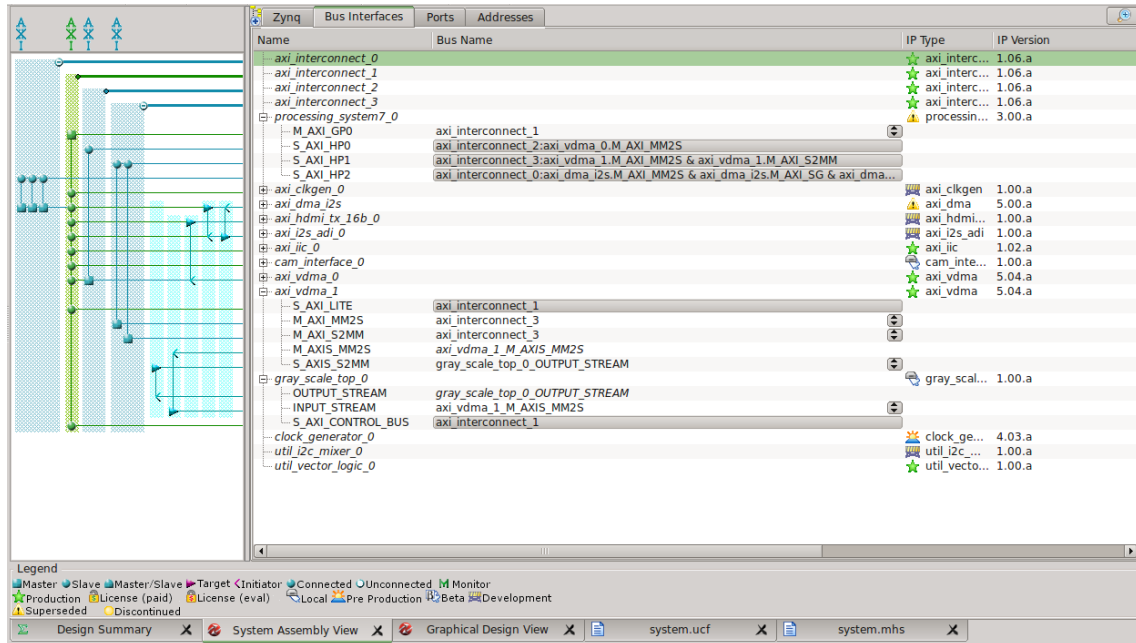 A A A A
X X X X
I I I I
Zynq Bus Interfaces Ports Addresses
Name Bus Name IP Type IP Version
axi_interconnect_0 axi_interc... 1.06.a
axi_interconnect_1 axi_interc... 1.06.a
axi_interconnect_2 axi_interc... 1.06.a
axi_interconnect_3 axi_interc... 1.06.a
processing_system7_0 processin... 3.00.a
M_AXI_GP0 axi_interconnect_1
S_AXI_HP0 axi_interconnect_2:axi_vdma_0.M_AXI_MM2S
S_AXI_HP1 axi_interconnect_3:axi_vdma_1.M_AXI_MM2S & axi_vdma_1.M_AXI_S2MM
S_AXI_HP2 axi_interconnect_0:axi_dma_i2s.M_AXI_MM2S & axi_dma_i2s.M_AXI_SG & axi_dma...
axi_clkgen_0 axi_clkgen 1.00.a
axi_dma_i2s axi_dma 5.00.a
axi_hdmi_tx_16b_0 axi_hdmi... 1.00.a
axi_i2s_adi_0 axi_i2s_adi 1.00.a
axi_iic_0 axi_iic 1.02.a
cam_interface_0 cam_inte... 1.00.a
axi_vdma_0 axi_vdma 5.04.a
axi_vdma_1 axi_vdma 5.04.a
S_AXI_LITE axi_interconnect_1
M_AXI_MM2S axi_interconnect_3
M_AXI_S2MM axi_interconnect_3
M_AXIS_MM2S axi_vdma_1_M_AXIS_MM2S
S_AXIS_S2MM gray_scale_top_0_OUTPUT_STREAM
gray_scale_top_0 gray_scal... 1.00.a
OUTPUT_STREAM gray_scale_top_0_OUTPUT_STREAM
INPUT_STREAM axi_vdma_1_M_AXIS_MM2S
S_AXI_CONTROL_BUS axi_interconnect_1
clock_generator_0 clock_ge... 4.03.a
util_i2c_mixer_0 util_i2c_... 1.00.a
util_vector_logic_0 util_vecto... 1.00.a
Legend
Master Slave Master/Slave Target Initiator Connected Unconnected M Monitor
Production License (paid) License (eval) Local Pre Production Beta Development
Superseded Discontinued
Design Summary System Assembly View Graphical Design View system.ucf system.mhs